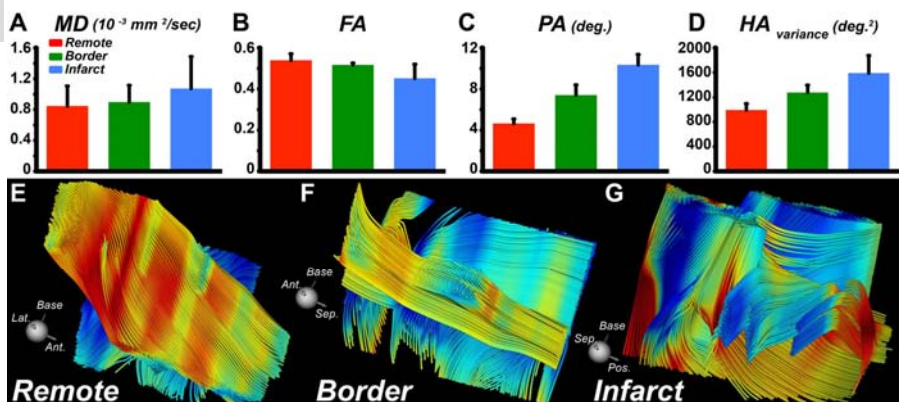 A MD (10 -3 mm 2/sec)
1.6
1.2
0.8
0.4
0
Remote
Border
Infarct
B FA
0.6
0.4
0.2
0
C PA (deg.)
12
8
4
0
D HA variance (deg.2)
2000
1600
1200
800
400
0
E
Base
Lat.
Ant.
Remote
F
Base
Ant.
Sep.
Border
G
Base
Sep.
Pos.
Infarct